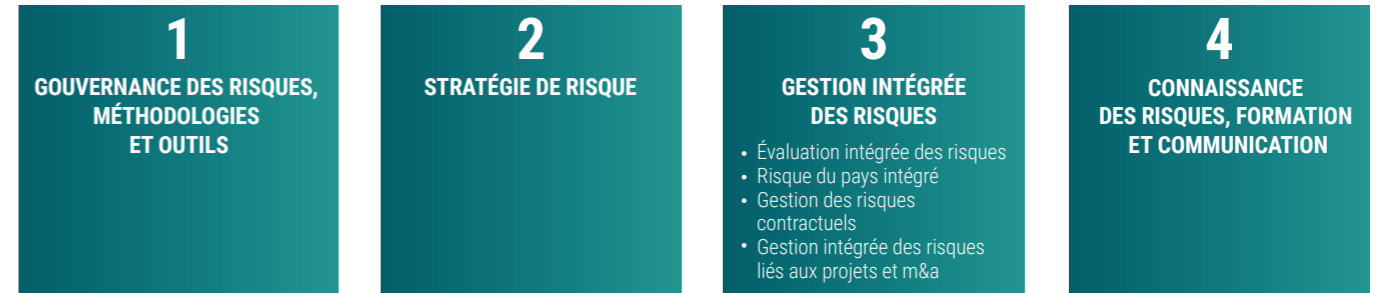 1
GOUVERNANCE DES RISQUES,
MÉTHODOLOGIES
ET OUTILS
2
STRATÉGIE DE RISQUE
3
GESTION INTÉGRÉE
DES RISQUES
• Évaluation intégrée des risques
• Risque du pays intégré
• Gestion des risques
contractuels
• Gestion intégrée des risques
liés aux projets et m&a
4
CONNAISSANCE
DES RISQUES, FORMATION
ET COMMUNICATION